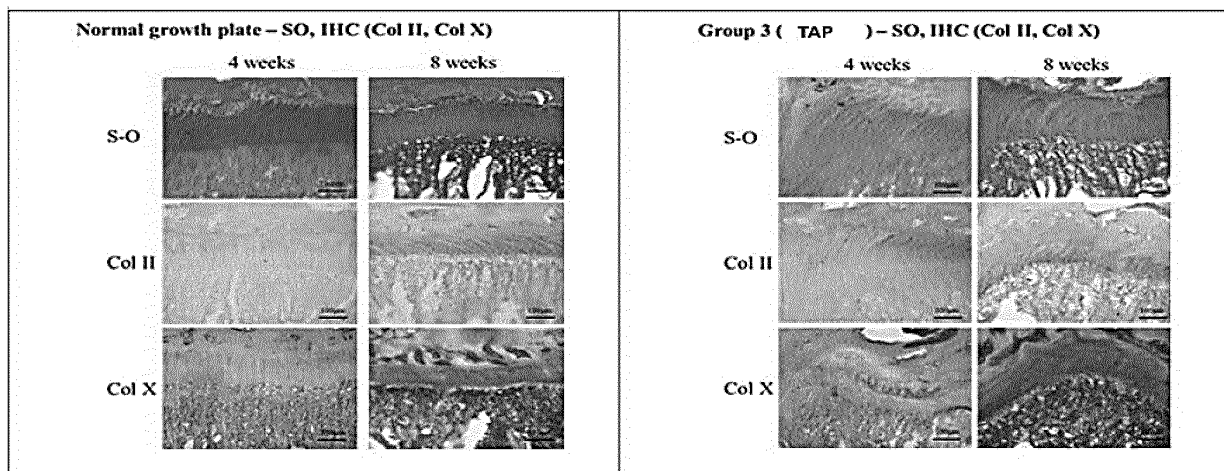 Normal growth plate – SO, IHC (Col II, Col X)
4 weeks 8 weeks
S-O
Col II
Col X
Group 3 ( TAP ) – SO, IHC (Col II, Col X)
4 weeks 8 weeks
S-O
Col II
Col X